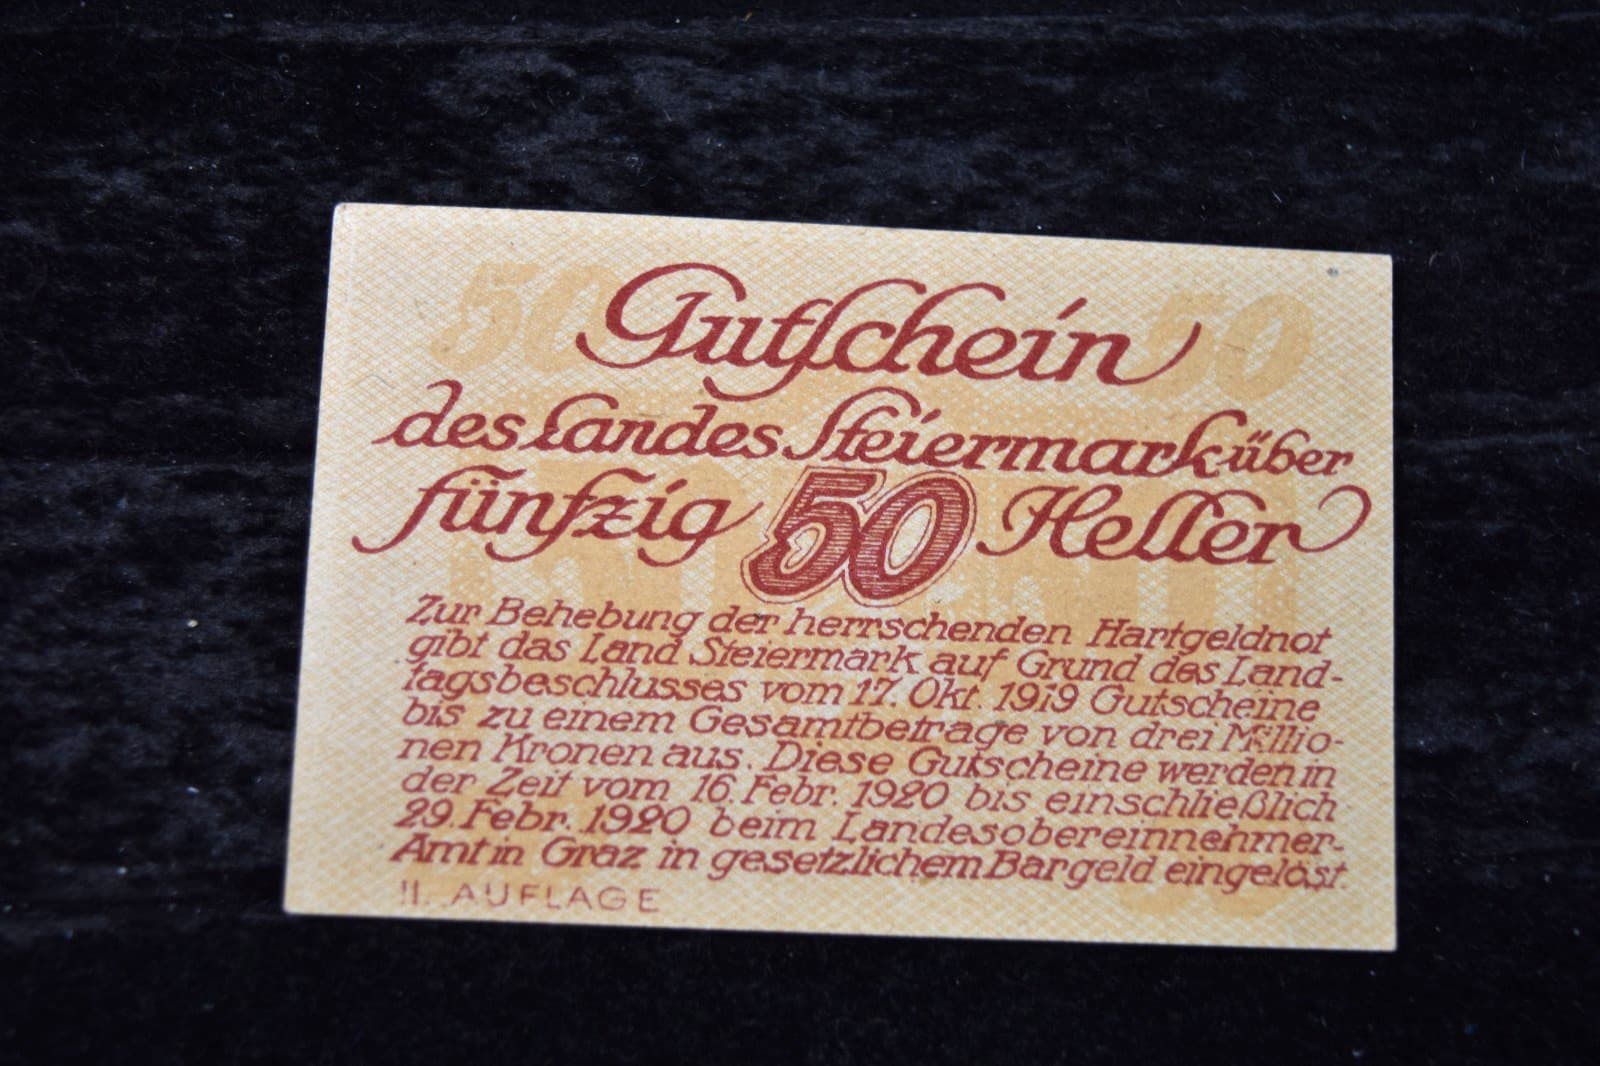 50 50
Gutschein
des Landes Steiermark über
fünfzig 50 Heller
Zur Behebung der herrschenden Hartgeldnot
gibt das Land Steiermark auf Grund des Land-
tagsbeschlusses vom 17. Okt. 1919 Gutscheine
bis zu einem Gesamtbetrage von drei Millio-
nen Kronen aus. Diese Gutscheine werden in
der Zeit vom 16. Febr. 1920 bis einschließlich
29. Febr. 1920 beim Landesobereinnehmer-
Amt in Graz in gesetzlichem Bargeld eingelöst.
II. AUFLAGE